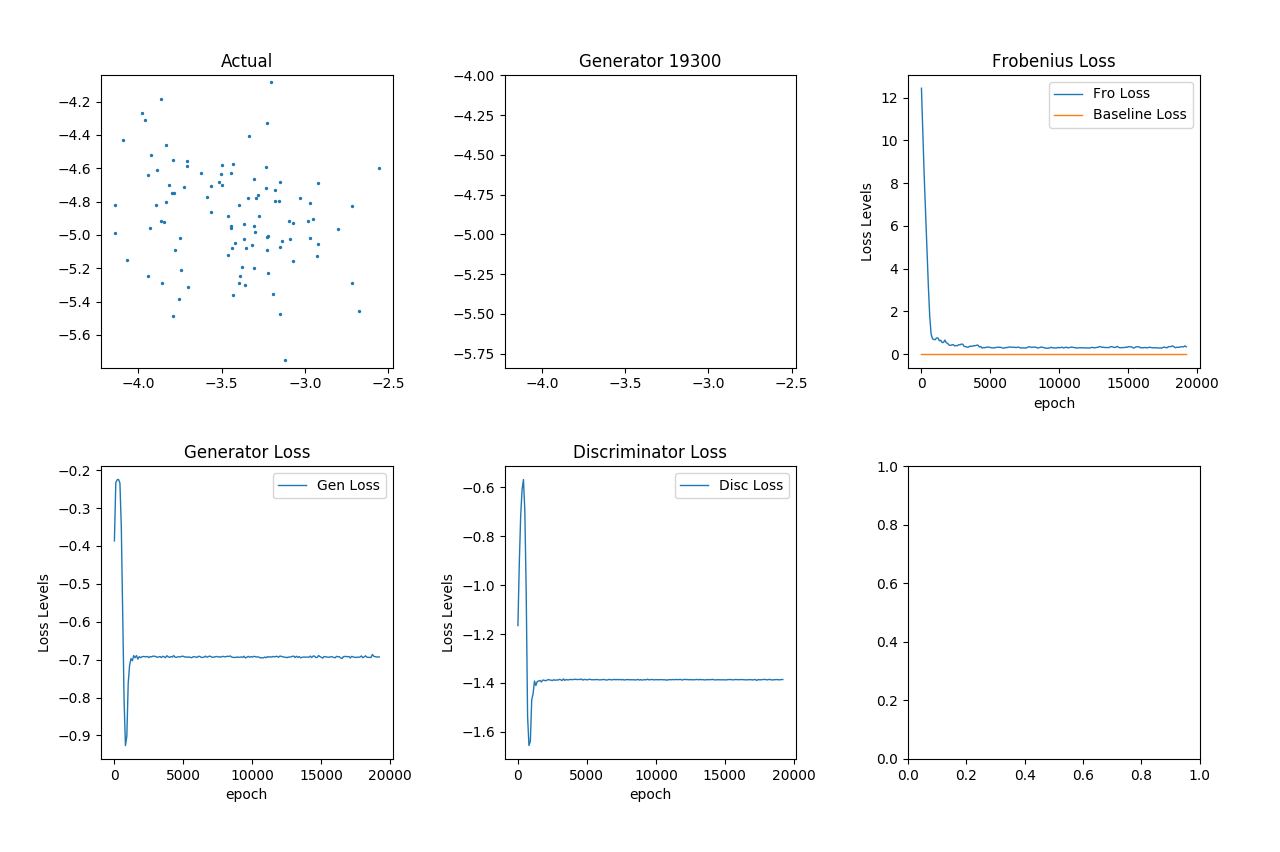 Actual
−4.2
−4.4
−4.6
−4.8
−5.0
−5.2
−5.4
−5.6
−4.0 −3.5 −3.0 −2.5
Generator 19300
−4.00
−4.25
−4.50
−4.75
−5.00
−5.25
−5.50
−5.75
−4.0 −3.5 −3.0 −2.5
Frobenius Loss
Fro Loss
Baseline Loss
Loss Levels
12
10
8
6
4
2
0
0 5000 10000 15000 20000
epoch
Generator Loss
Gen Loss
Loss Levels
−0.2
−0.3
−0.4
−0.5
−0.6
−0.7
−0.8
−0.9
0 5000 10000 15000 20000
epoch
Discriminator Loss
Disc Loss
Loss Levels
−0.6
−0.8
−1.0
−1.2
−1.4
−1.6
0 5000 10000 15000 20000
epoch
1.0
0.8
0.6
0.4
0.2
0.0
0.0 0.2 0.4 0.6 0.8 1.0